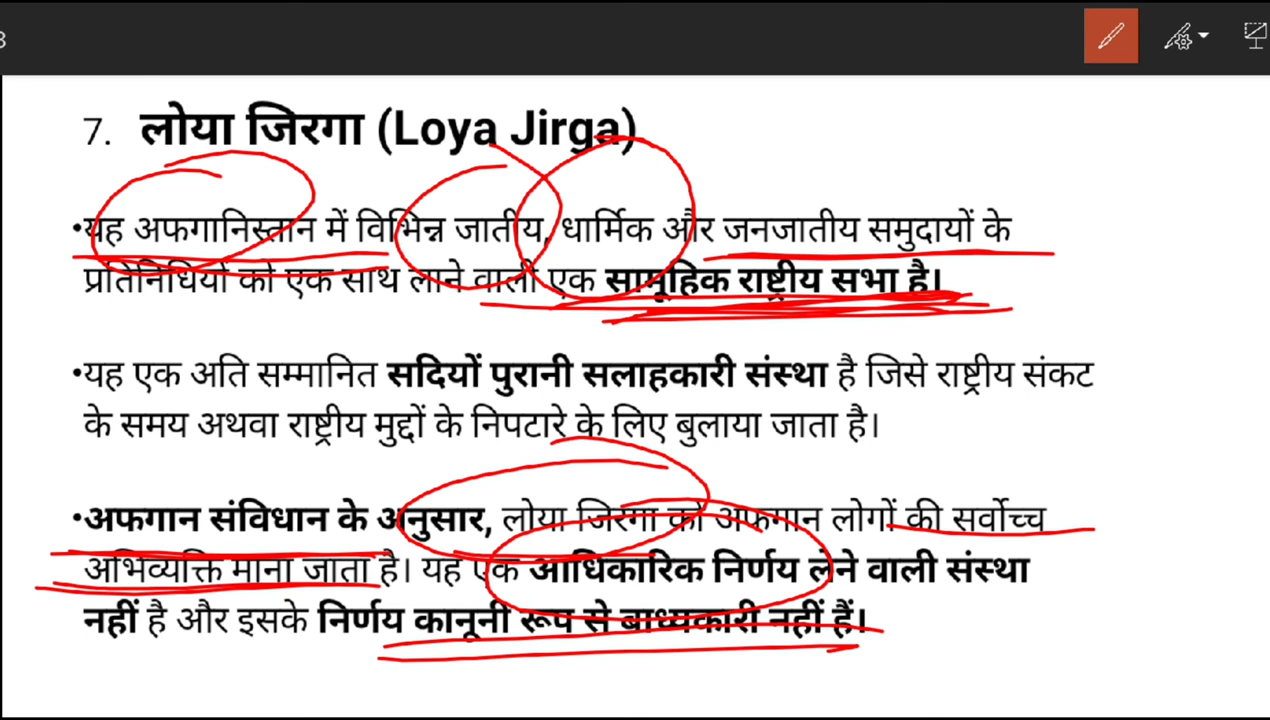 3
7. लोया जिरगा (Loya Jirga)
•यह अफगानिस्तान में विभिन्न जातीय, धार्मिक और जनजातीय समुदायों के
प्रतिनिधियों को एक साथ लाने वाली एक सामूहिक राष्ट्रीय सभा है।
•यह एक अति सम्मानित सदियों पुरानी सलाहकारी संस्था है जिसे राष्ट्रीय संकट
के समय अथवा राष्ट्रीय मुद्दों के निपटारे के लिए बुलाया जाता है।
•अफगान संविधान के अनुसार, लोया जिरगा को अफगान लोगों की सर्वोच्च
अभिव्यक्ति माना जाता है। यह एक आधिकारिक निर्णय लेने वाली संस्था
नहीं है और इसके निर्णय कानूनी रूप से बाध्यकारी नहीं हैं।